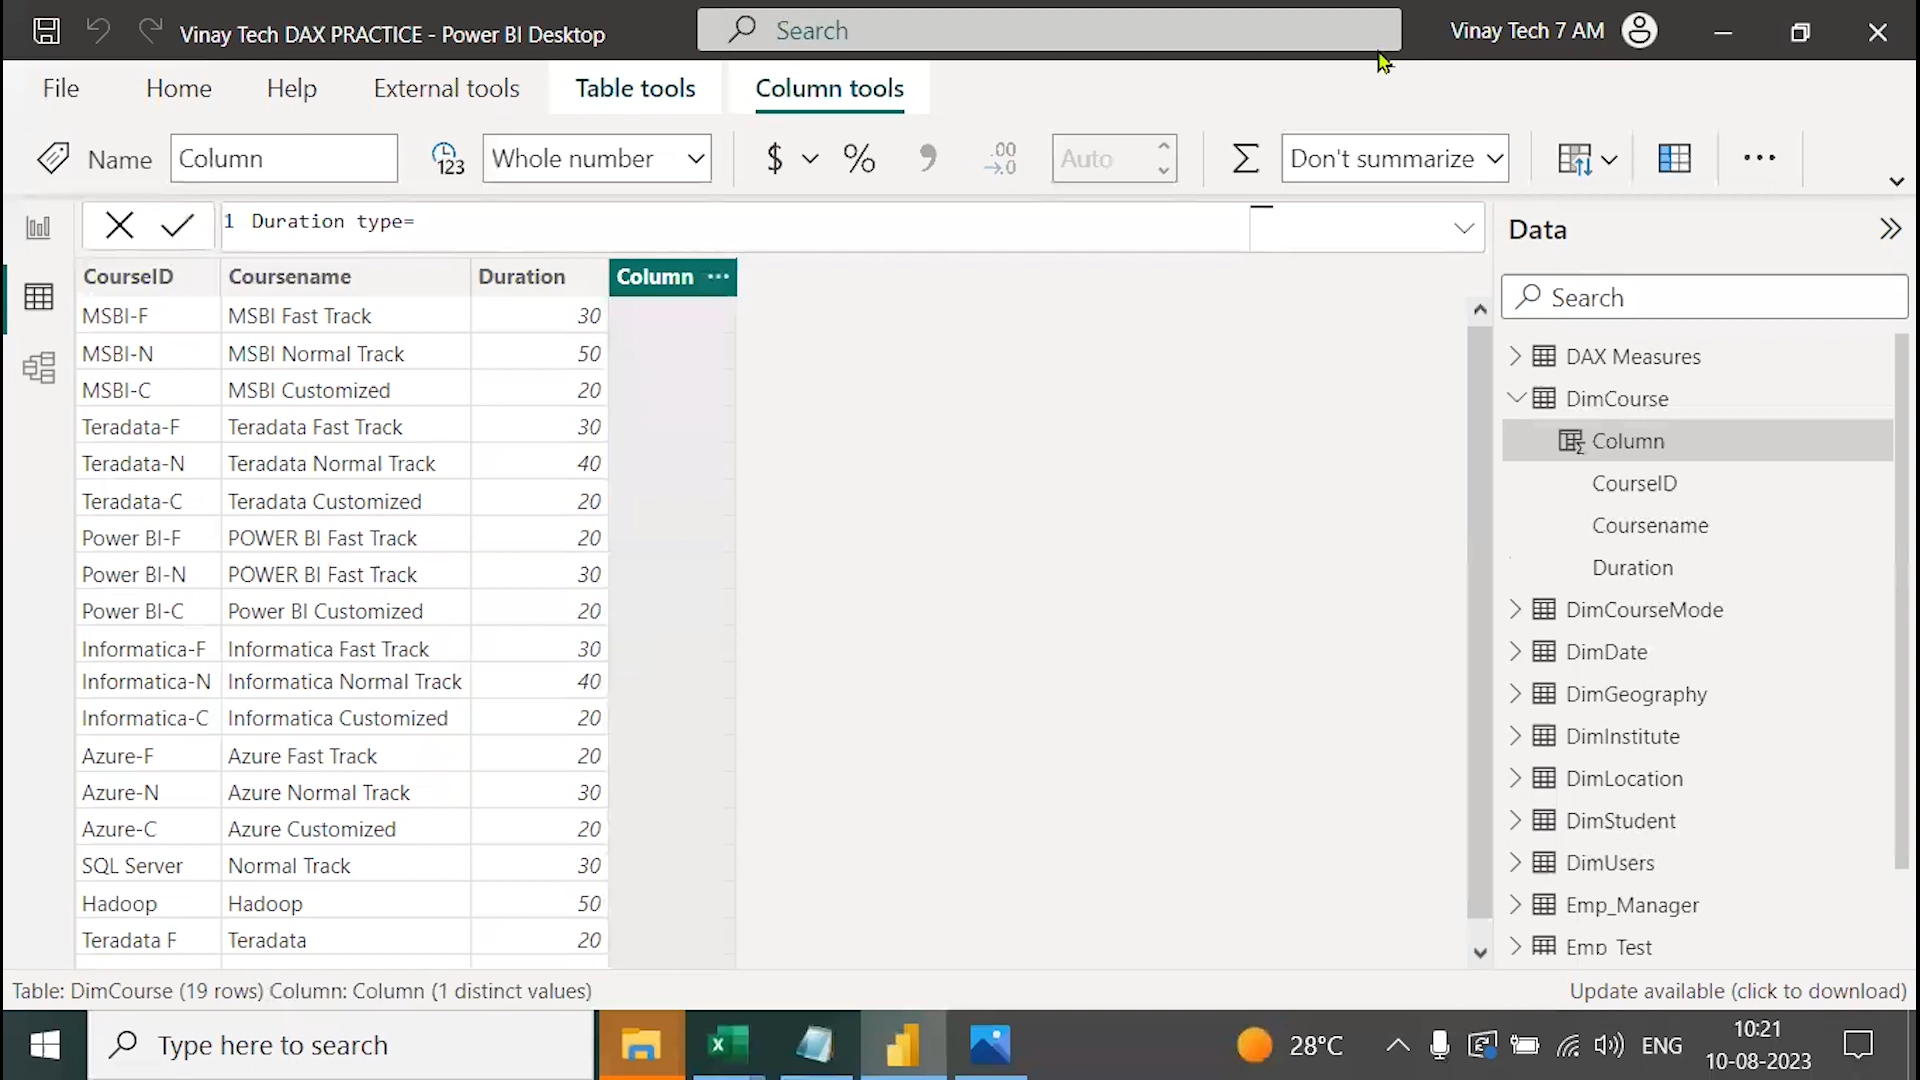 Vinay Tech DAX PRACTICE - Power BI Desktop
Search
Vinay Tech 7 AM
File Home Help External tools Table tools Column tools
Name Column 123 Whole number $ % , .00 →.0 Auto Σ Don't summarize ...
1 Duration type=
Data
CourseID Coursename Duration Column ...
MSBI-F MSBI Fast Track 30
MSBI-N MSBI Normal Track 50
MSBI-C MSBI Customized 20
Teradata-F Teradata Fast Track 30
Teradata-N Teradata Normal Track 40
Teradata-C Teradata Customized 20
Power BI-F POWER BI Fast Track 20
Power BI-N POWER BI Fast Track 30
Power BI-C Power BI Customized 20
Informatica-F Informatica Fast Track 30
Informatica-N Informatica Normal Track 40
Informatica-C Informatica Customized 20
Azure-F Azure Fast Track 20
Azure-N Azure Normal Track 30
Azure-C Azure Customized 20
SQL Server Normal Track 30
Hadoop Hadoop 50
Teradata F Teradata 20
Search
DAX Measures
DimCourse
Column
CourseID
Coursename
Duration
DimCourseMode
DimDate
DimGeography
DimInstitute
DimLocation
DimStudent
DimUsers
Emp_Manager
Emp_Test
Table: DimCourse (19 rows) Column: Column (1 distinct values)
Update available (click to download)
Type here to search
28°C
ENG
10:21
10-08-2023